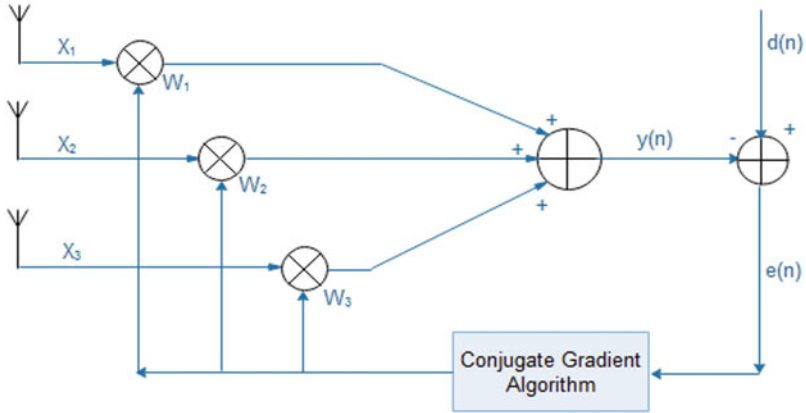 X₁
W₁
d(n)
+
+
X₂
+
y(n)
-
W₂
+
X₃
W₃
e(n)
Conjugate Gradient
Algorithm